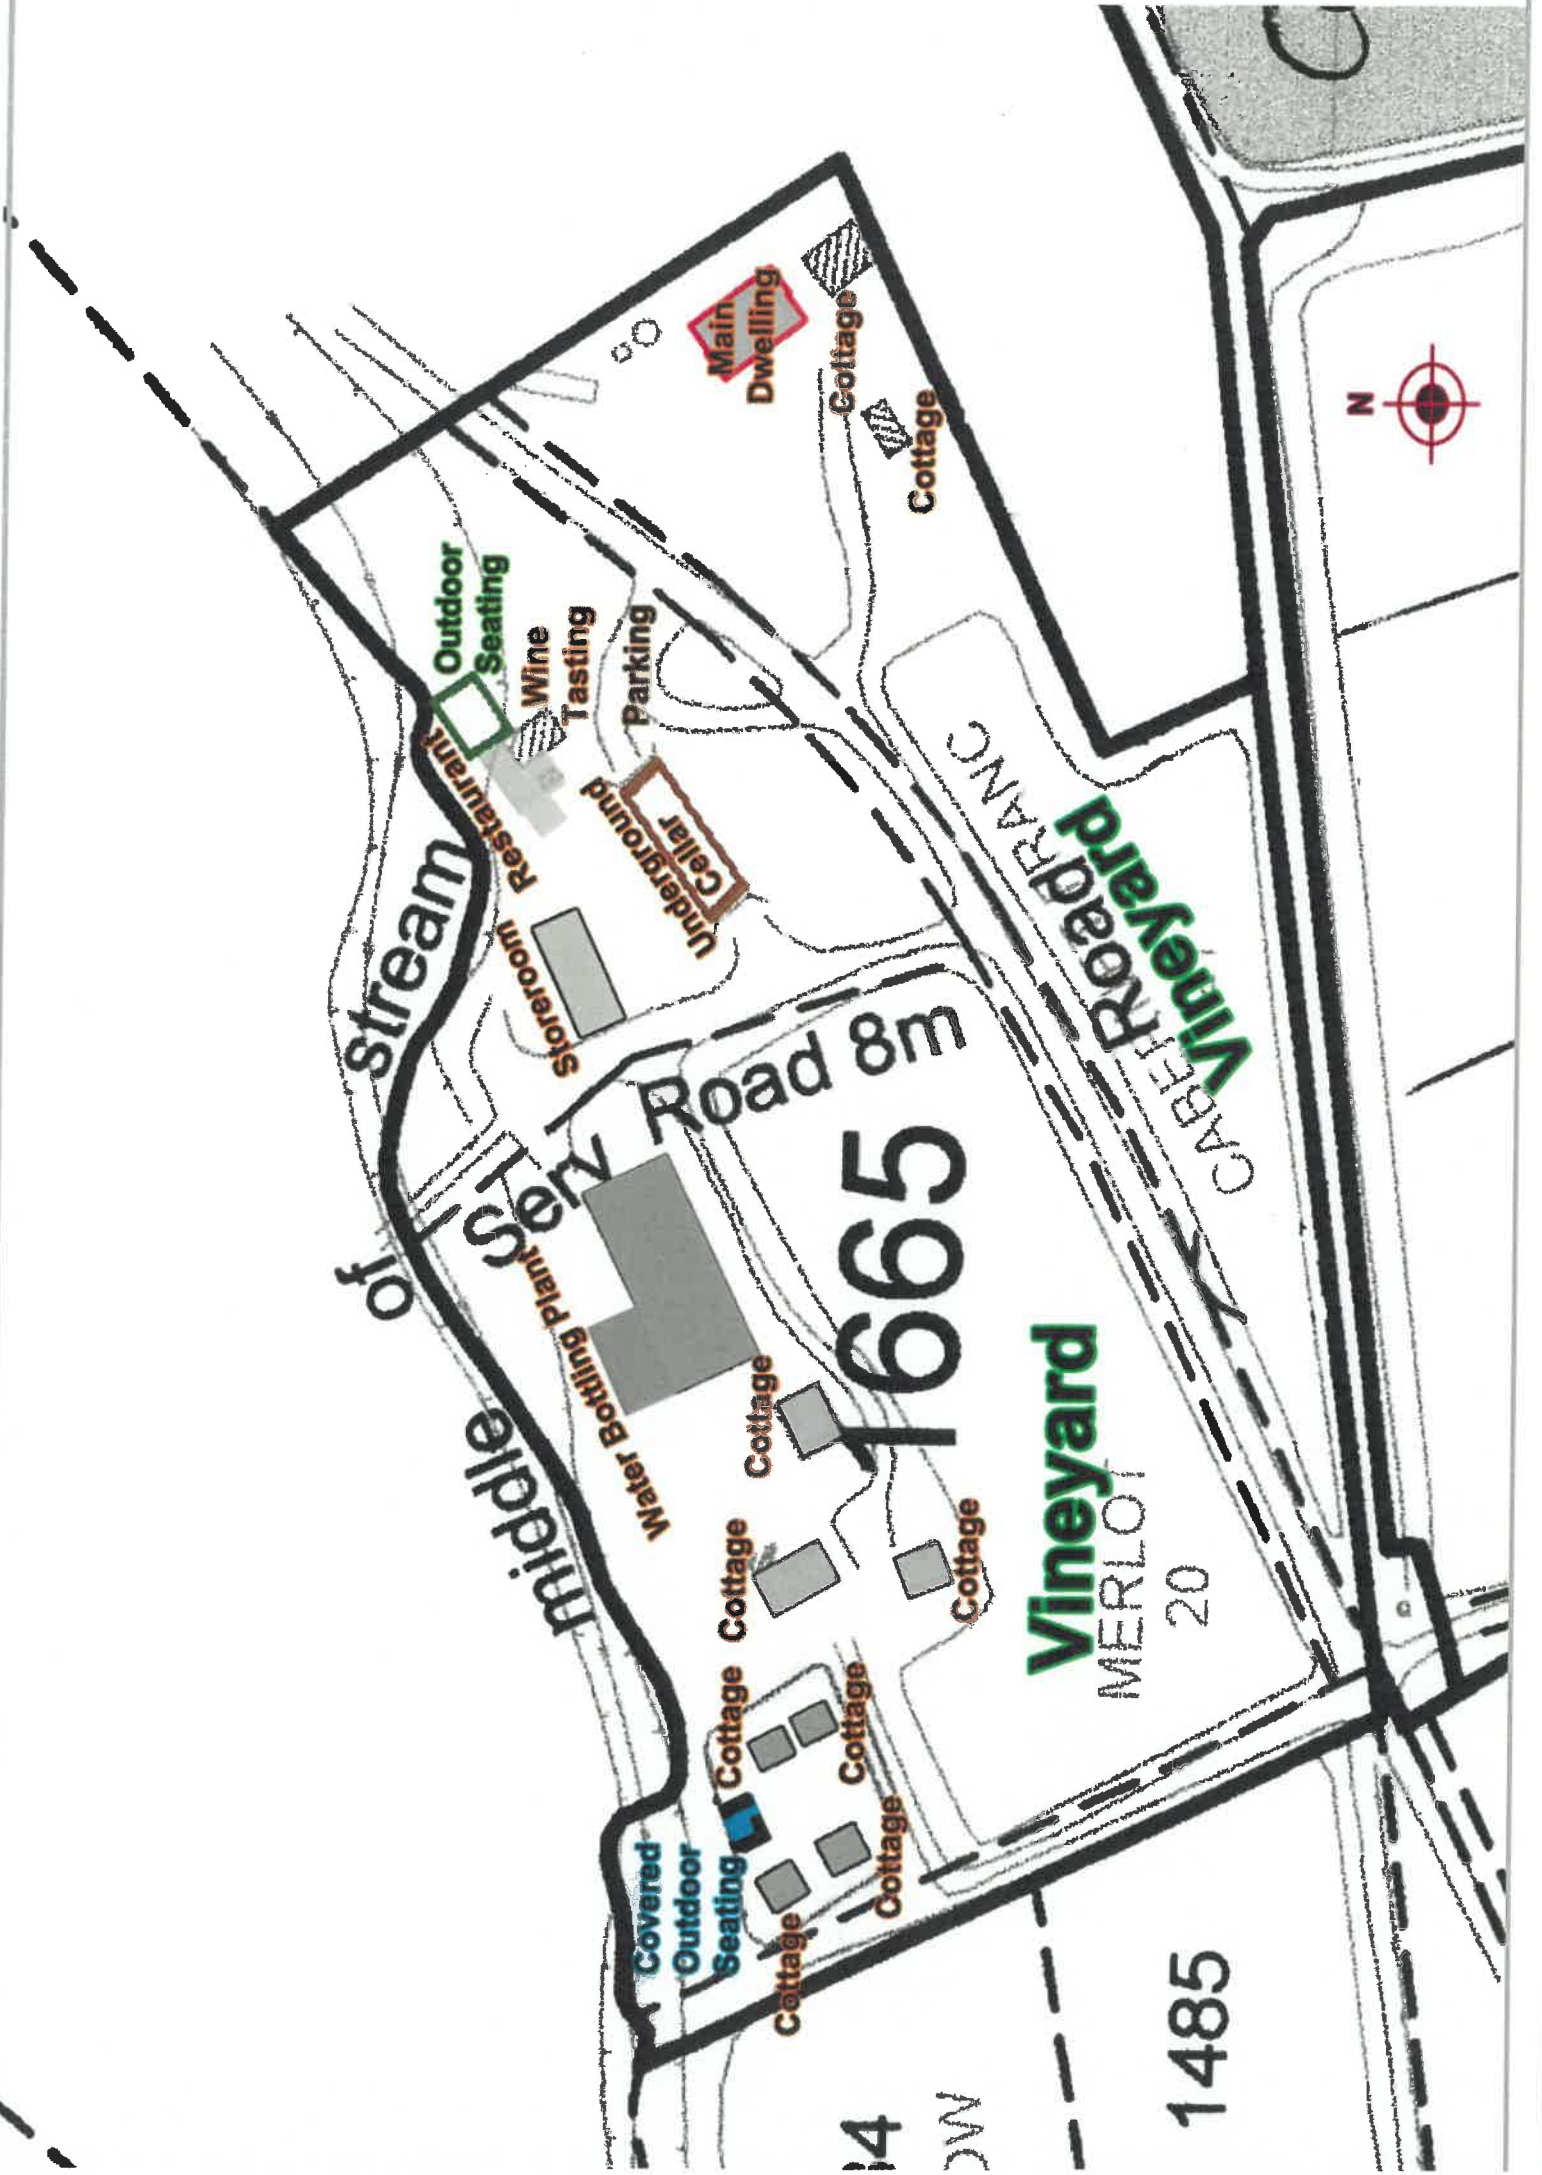 middle
of
stream
Serv Road 8m
Road
1665
1485
Covered
Outdoor
Seating
Cottage
Cottage
Cottage
Cottage
Cottage
Cottage
Cottage
Water Bottling Plant
Storeroom
Restaurant
Outdoor
Seating
Wine
Tasting
Parking
Underground
Cellar
Main
Dwelling
Cottage
Cottage
Vineyard
MERLOT
20
Vineyard
N